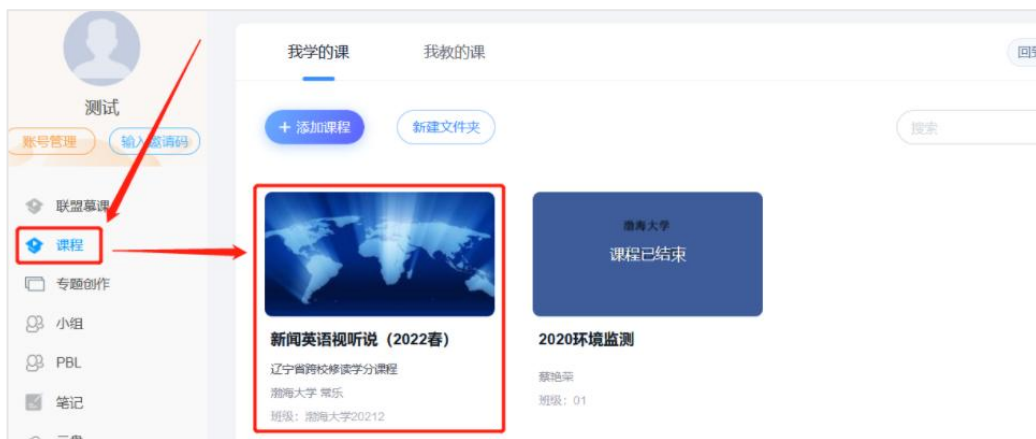 测试
账号管理
输入邀请码
联盟慕课
课程
专题创作
小组
PBL
笔记
云盘
我学的课
我教的课
+ 添加课程
新建文件夹
搜索
新闻英语视听说（2022春）
辽宁省跨校修读学分课程
渤海大学 常乐
班级：渤海大学20212
渤海大学
课程已结束
2020环境监测
蔡艳荣
班级：01